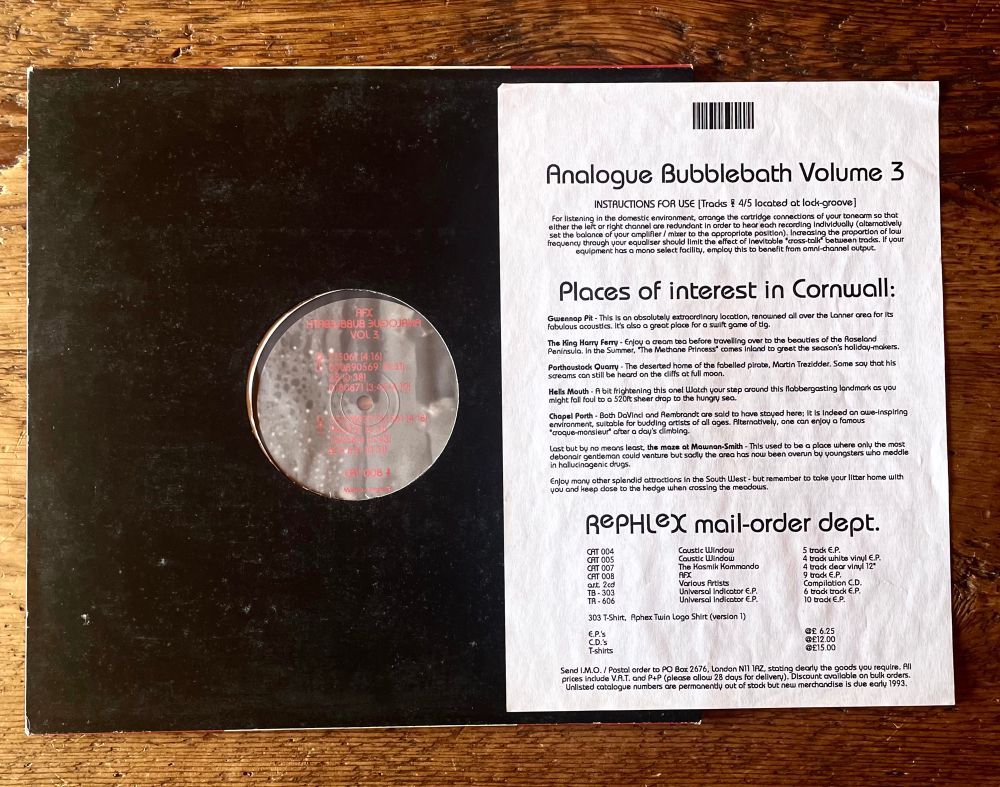 AFX
VOL 3
CAT 008
Analogue Bubblebath Volume 3
INSTRUCTIONS FOR USE [Tracks 4/5 located at lock-groove]
For listening in the domestic environment, arrange the cartridge connections of your tonearm so that
either the left or right channel are redundant in order to hear each recording individually (alternatively
set the balance of your amplifier / mixer to the appropriate position). Increasing the proportion of low
frequency through your equaliser should limit the effect of inevitable "cross-talk" between tracks. If your
equipment has a mono select facility, employ this to benefit from omni-channel output.
Places of interest in Cornwall:
Gwennap Pit - This is an absolutely extraordinary location, renowned all over the Lanner area for its
fabulous acoustics. It's also a great place for a swift game of tig.
The King Harry Ferry - Enjoy a cream tea before travelling over to the beauties of the Roseland
Peninsula. In the Summer, "The Methane Princess" comes inland to greet the season's holiday-makers.
Porthoustock Quarry - The deserted home of the fabelled pirate, Martin Trezidder. Some say that his
screams can still be heard on the cliffs at full moon.
Hells Mouth - A bit frightening this one! Watch your step around this flabbergasting landmark as you
might fall foul to a 520ft sheer drop to the hungry sea.
Chapel Porth - Both DaVinci and Rembrandt are said to have stayed here; it is indeed an awe-inspiring
environment, suitable for budding artists of all ages. Alternatively, one can enjoy a famous
"croque-monsieur" after a day's climbing.
Last but by no means least, the maze at Mawnan-Smith - This used to be a place where only the most
debonair gentleman could venture but sadly the area has now been overun by youngsters who meddle
in hallucinogenic drugs.
Enjoy many other splendid attractions in the South West - but remember to take your litter home with
you and keep close to the hedge when crossing the meadows.
RePHLeX mail-order dept.
CAT 004 Caustic Window 5 track E.P.
CAT 005 Caustic Window 4 track white vinyl E.P.
CAT 007 The Kosmik Kommando 4 track clear vinyl 12"
CAT 008 AFX 9 track E.P.
art. 2cd Various Artists Compilation C.D.
TB - 303 Universal Indicator E.P. 6 track track E.P.
TR - 606 Universal Indicator E.P. 10 track E.P.
303 T-Shirt, Aphex Twin Logo Shirt (version 1)
E.P.'s @£ 6.25
C.D.'s @£12.00
T-shirts @£15.00
Send I.M.O. / Postal order to PO Box 2676, London N11 1AZ, stating clearly the goods you require. All
prices include V.A.T. and P+P (please allow 28 days for delivery). Discount available on bulk orders.
Unlisted catalogue numbers are permanently out of stock but new merchandise is due early 1993.